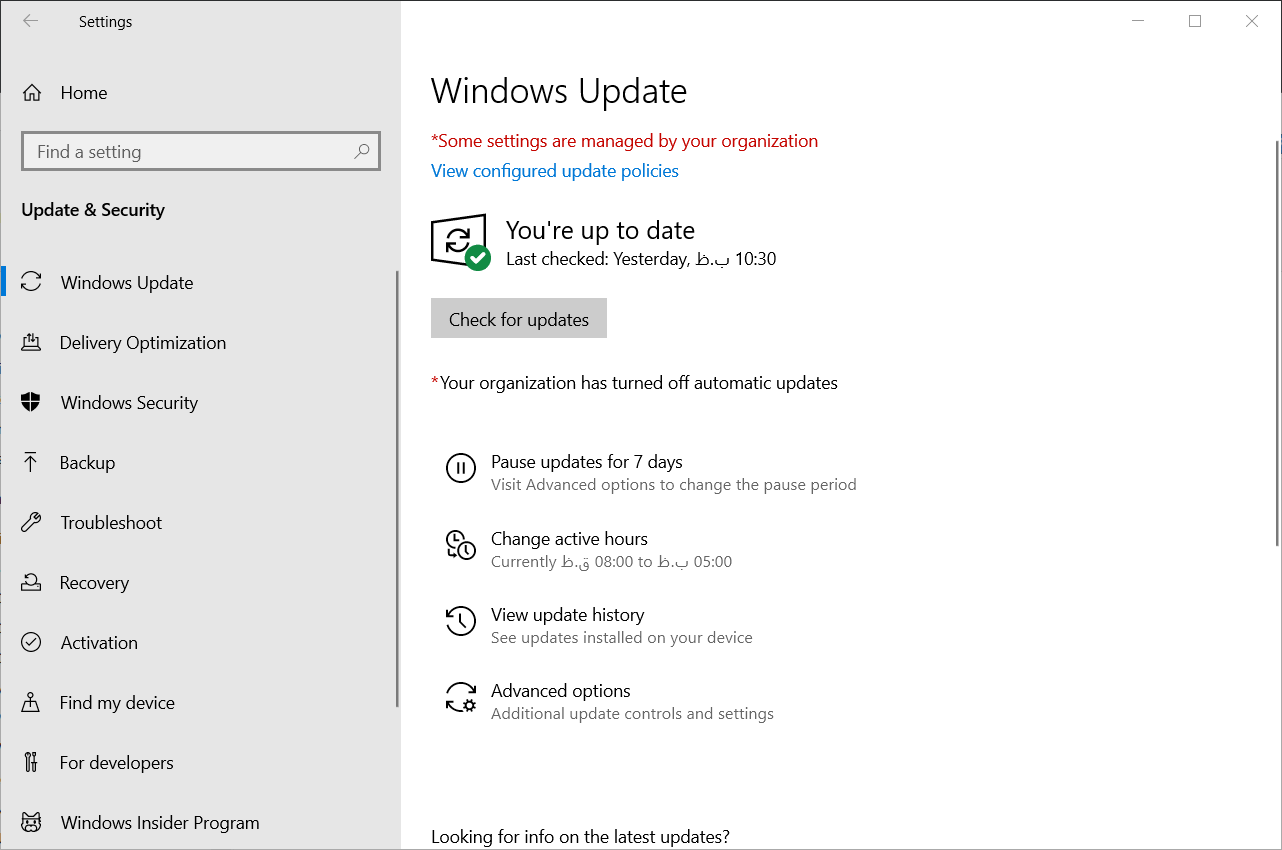 Settings
Home
Find a setting
Update & Security
Windows Update
Delivery Optimization
Windows Security
Backup
Troubleshoot
Recovery
Activation
Find my device
For developers
Windows Insider Program
Windows Update
*Some settings are managed by your organization
View configured update policies
You're up to date
Last checked: Yesterday, ب.ظ 10:30
Check for updates
*Your organization has turned off automatic updates
Pause updates for 7 days
Visit Advanced options to change the pause period
Change active hours
Currently ق.ظ 08:00 to ب.ظ 05:00
View update history
See updates installed on your device
Advanced options
Additional update controls and settings
Looking for info on the latest updates?